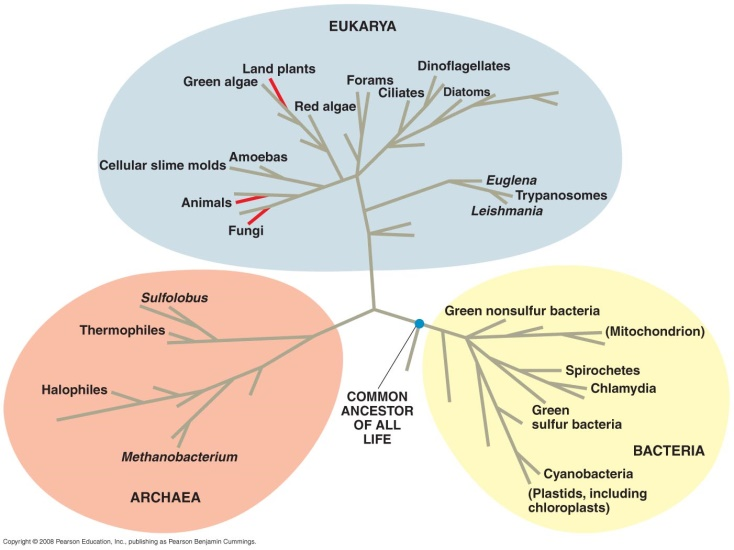 EUKARYA
Land plants
Green algae
Dinoflagellates
Forams
Ciliates
Diatoms
Red algae
Amoebas
Cellular slime molds
Animals
Fungi
Euglena
Trypanosomes
Leishmania
Sulfolobus
Thermophiles
Halophiles
Methanobacterium
ARCHAEA
COMMON
ANCESTOR
OF ALL
LIFE
Green nonsulfur bacteria
(Mitochondrion)
Spirochetes
Chlamydia
Green
sulfur bacteria
BACTERIA
Cyanobacteria
(Plastids, including
chloroplasts)
Copyright © 2008 Pearson Education, Inc., publishing as Pearson Benjamin Cummings.